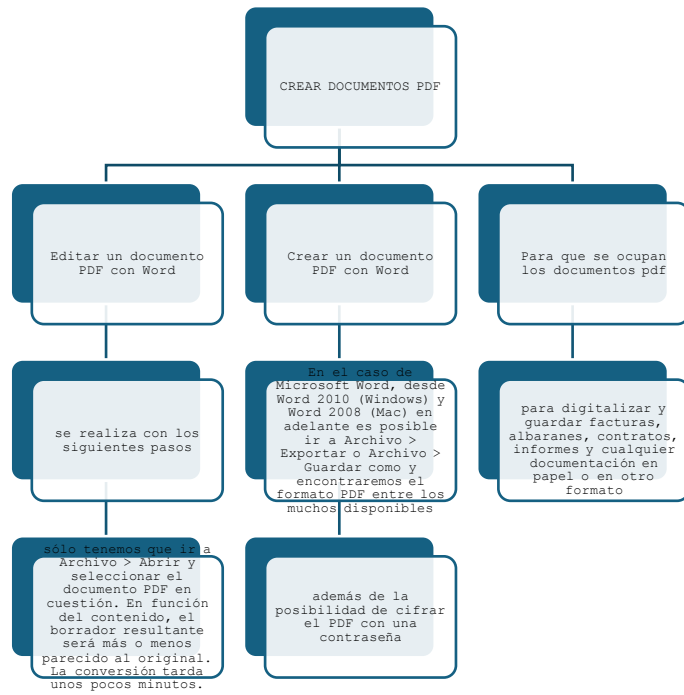 CREAR DOCUMENTOS PDF
Editar un documento
PDF con Word
Crear un documento
PDF con Word
Para que se ocupan
los documentos pdf
se realiza con los
siguientes pasos
En el caso de
Microsoft Word, desde
Word 2010 (Windows) y
Word 2008 (Mac) en
adelante es posible
ir a Archivo >
Exportar o Archivo >
Guardar como y
encontraremos el
formato PDF entre los
muchos disponibles
para digitalizar y
guardar facturas,
albaranes, contratos,
informes y cualquier
documentación en
papel o en otro
formato
sólo tenemos que ir a
Archivo > Abrir y
seleccionar el
documento PDF en
cuestión. En función
del contenido, el
borrador resultante
será más o menos
parecido al original.
La conversión tarda
unos pocos minutos.
además de la
posibilidad de cifrar
el PDF con una
contraseña